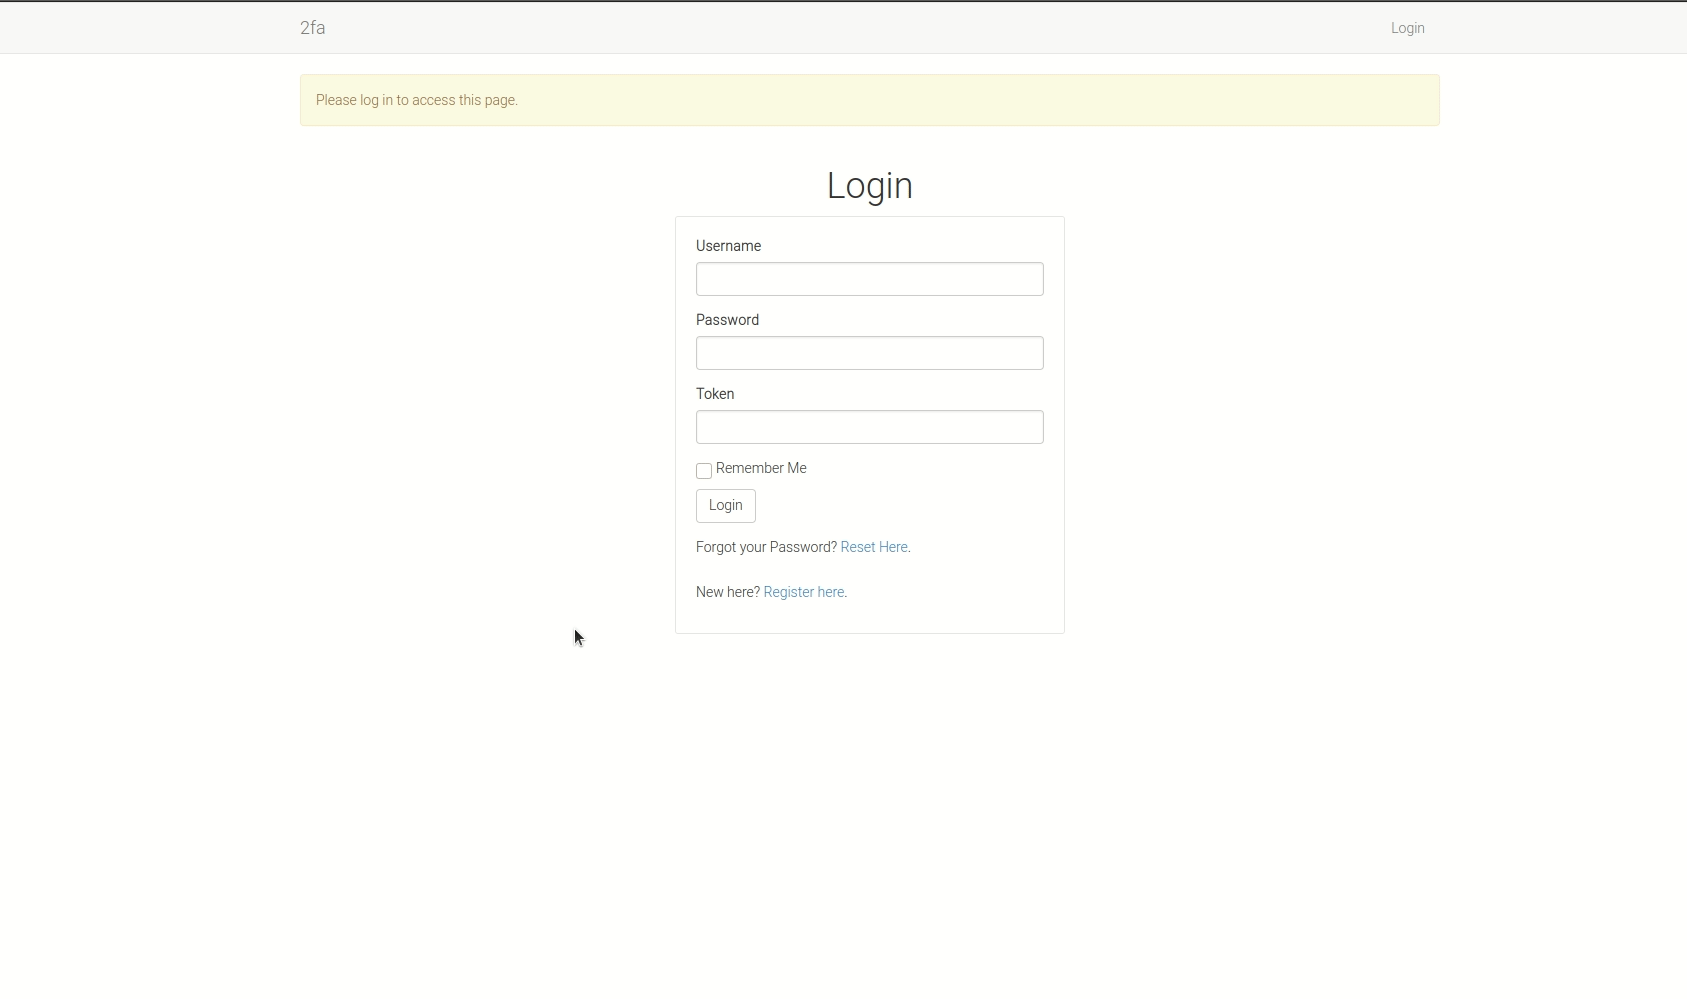 2fa
Login
Please log in to access this page.
Login
Username
Password
Token
Remember Me
Login
Forgot your Password? Reset Here.
New here? Register here.